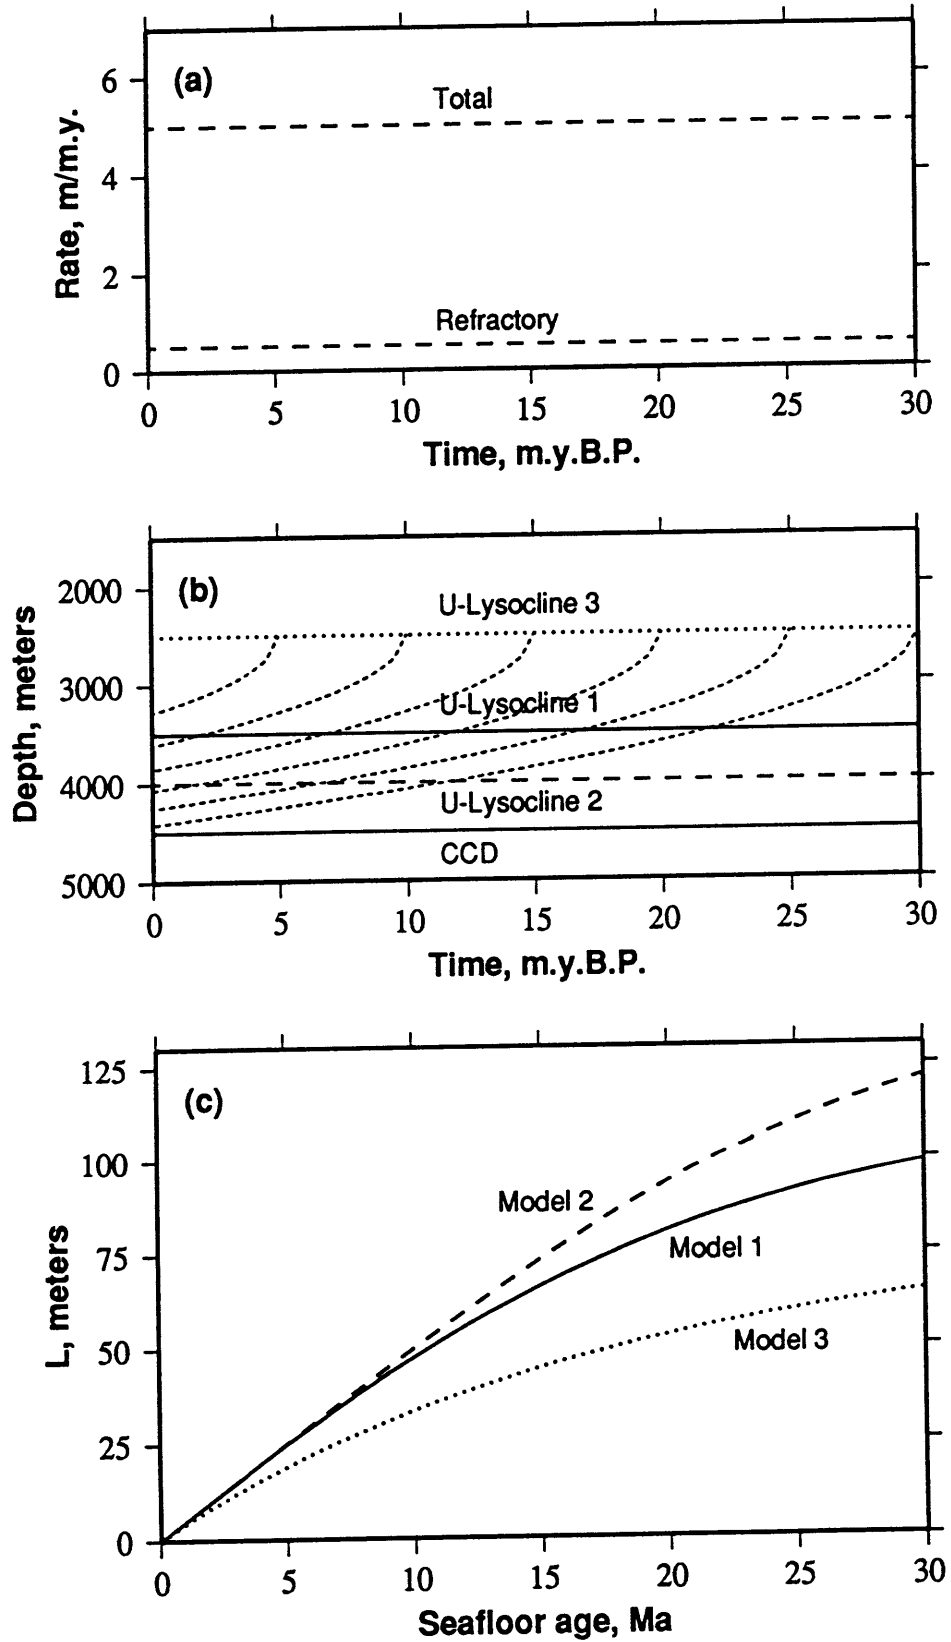 (a)
Total
Refractory
6
4
2
0
Rate, m/m.y.
0 5 10 15 20 25 30
Time, m.y.B.P.
(b)
U-Lysocline 3
U-Lysocline 1
U-Lysocline 2
CCD
2000
3000
4000
5000
Depth, meters
0 5 10 15 20 25 30
Time, m.y.B.P.
(c)
Model 2
Model 1
Model 3
125
100
75
50
25
0
L, meters
0 5 10 15 20 25 30
Seafloor age, Ma